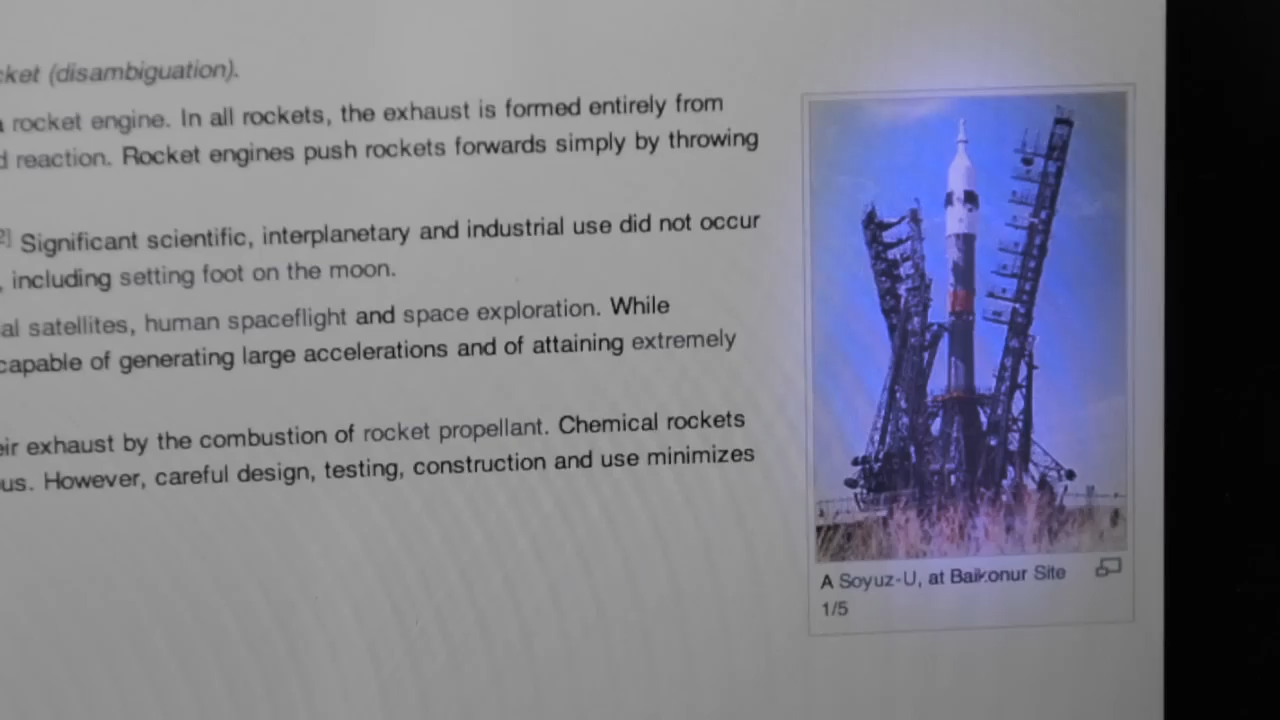 cket (disambiguation).
a rocket engine. In all rockets, the exhaust is formed entirely from
d reaction. Rocket engines push rockets forwards simply by throwing
2] Significant scientific, interplanetary and industrial use did not occur
, including setting foot on the moon.
al satellites, human spaceflight and space exploration. While
capable of generating large accelerations and of attaining extremely
eir exhaust by the combustion of rocket propellant. Chemical rockets
us. However, careful design, testing, construction and use minimizes
A Soyuz-U, at Baikonur Site
1/5